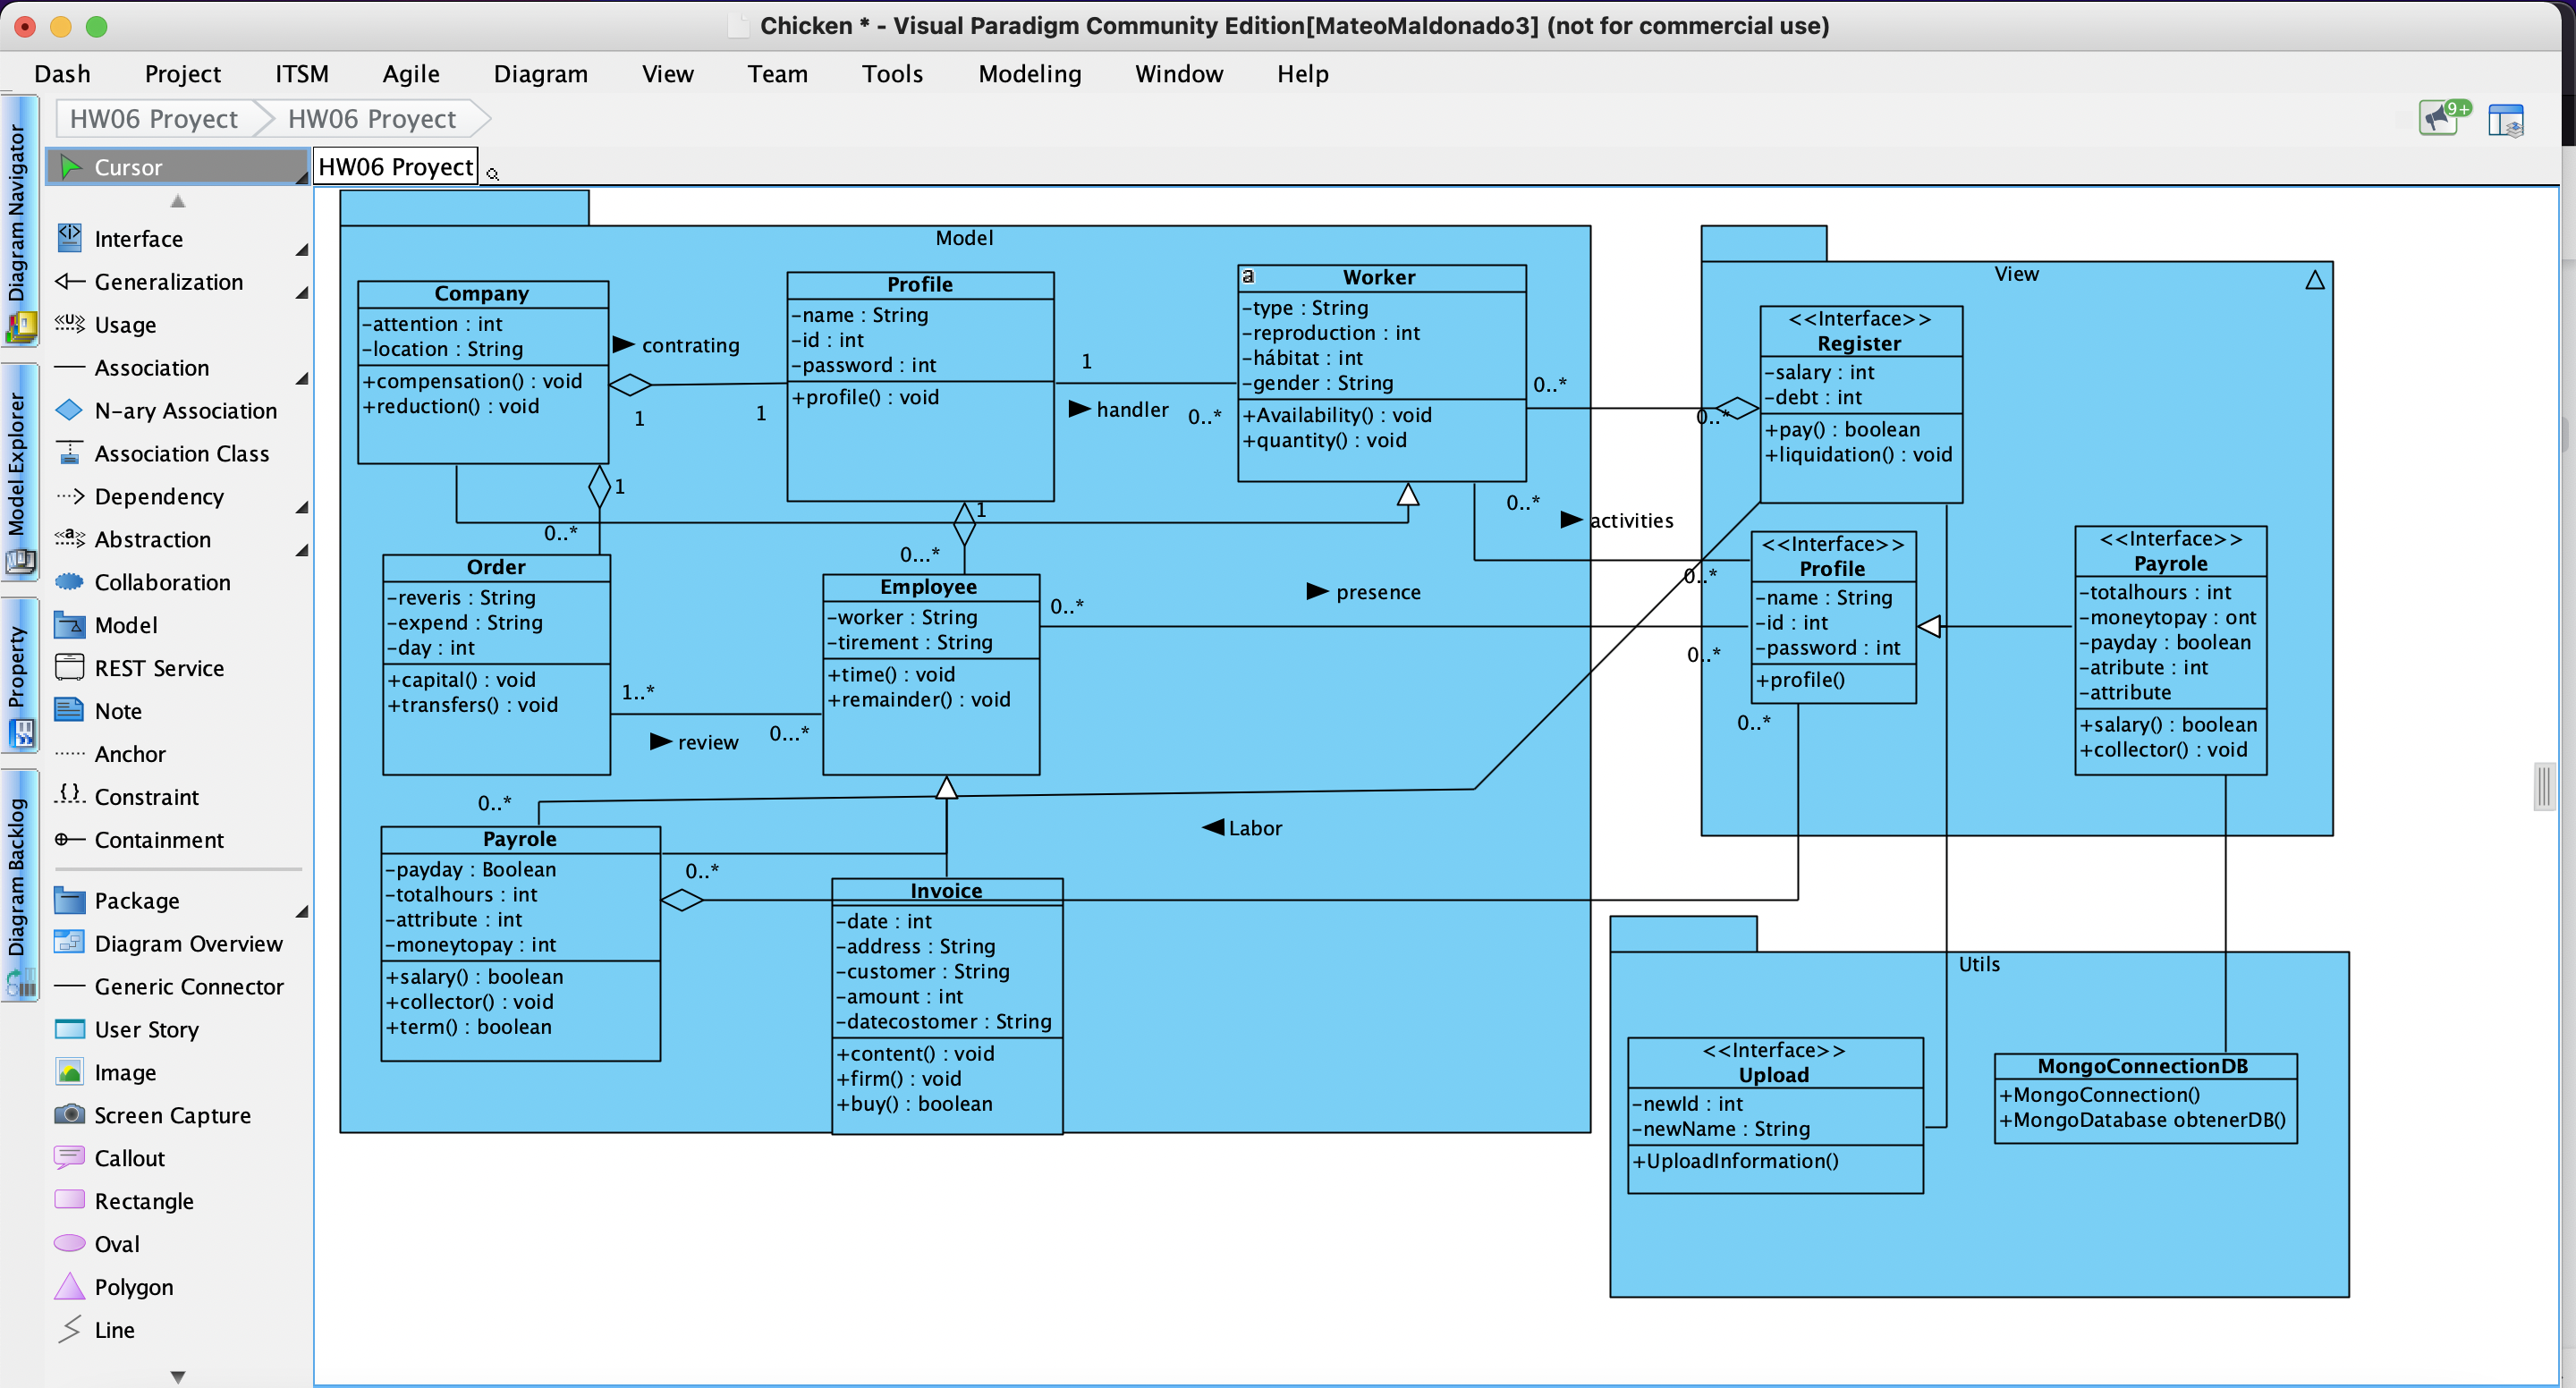 Chicken * - Visual Paradigm Community Edition[MateoMaldonado3] (not for commercial use)
Dash Project ITSM Agile Diagram View Team Tools Modeling Window Help
HW06 Proyect HW06 Proyect
9+
Diagram Navigator
Model Explorer
Property
Diagram Backlog
Cursor
Interface
Generalization
<<U>> Usage
Association
N-ary Association
Association Class
Dependency
<<a>> Abstraction
Collaboration
Model
REST Service
Note
Anchor
{} Constraint
Containment
Package
Diagram Overview
Generic Connector
User Story
Image
Screen Capture
Callout
Rectangle
Oval
Polygon
Line
HW06 Proyect
Model
Company
-attention : int
-location : String
+compensation() : void
+reduction() : void
contrating
1
1
Profile
-name : String
-id : int
-password : int
+profile() : void
1
handler
0..*
a
Worker
-type : String
-reproduction : int
-hábitat : int
-gender : String
+Availability() : void
+quantity() : void
0..*
0..*
0..*
activities
0..*
1
0..*
1
0...*
Order
-reveris : String
-expend : String
-day : int
+capital() : void
+transfers() : void
1..*
review
0...*
Employee
-worker : String
-tirement : String
+time() : void
+remainder() : void
0..*
presence
0..*
0..*
Labor
Payrole
-payday : Boolean
-totalhours : int
-attribute : int
-moneytopay : int
+salary() : boolean
+collector() : void
+term() : boolean
0..*
Invoice
-date : int
-address : String
-customer : String
-amount : int
-datecostomer : String
+content() : void
+firm() : void
+buy() : boolean
View
<<Interface>>
Register
-salary : int
-debt : int
+pay() : boolean
+liquidation() : void
<<Interface>>
Profile
-name : String
-id : int
-password : int
+profile()
0..*
<<Interface>>
Payrole
-totalhours : int
-moneytopay : ont
-payday : boolean
-atribute : int
-attribute
+salary() : boolean
+collector() : void
Utils
<<Interface>>
Upload
-newId : int
-newName : String
+UploadInformation()
MongoConnectionDB
+MongoConnection()
+MongoDatabase obtenerDB()